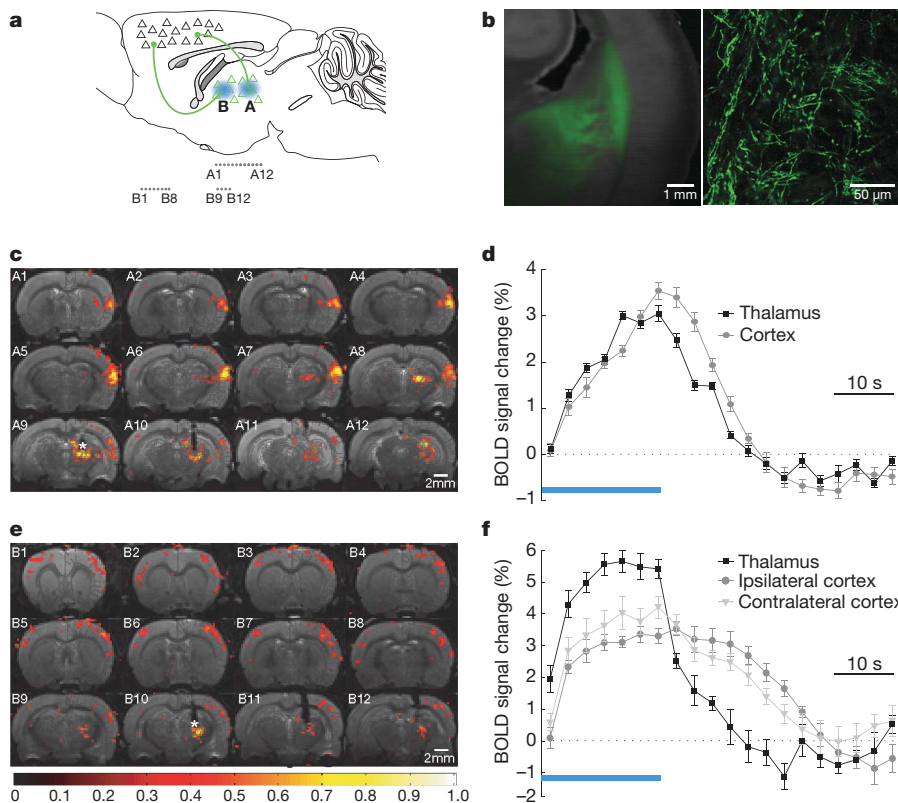 a
B A
A1 A12
B1 B8 B9 B12
b
1 mm
50 µm
c
A1 A2 A3 A4
A5 A6 A7 A8
A9 * A10 A11 A12
2mm
d
BOLD signal change (%)
4
3
2
1
0
–1
Thalamus
Cortex
10 s
e
B1 B2 B3 B4
B5 B6 B7 B8
B9 B10 * B11 B12
2mm
0 0.1 0.2 0.3 0.4 0.5 0.6 0.7 0.8 0.9 1.0
f
BOLD signal change (%)
6
5
4
3
2
1
0
–1
–2
Thalamus
Ipsilateral cortex
Contralateral cortex
10 s